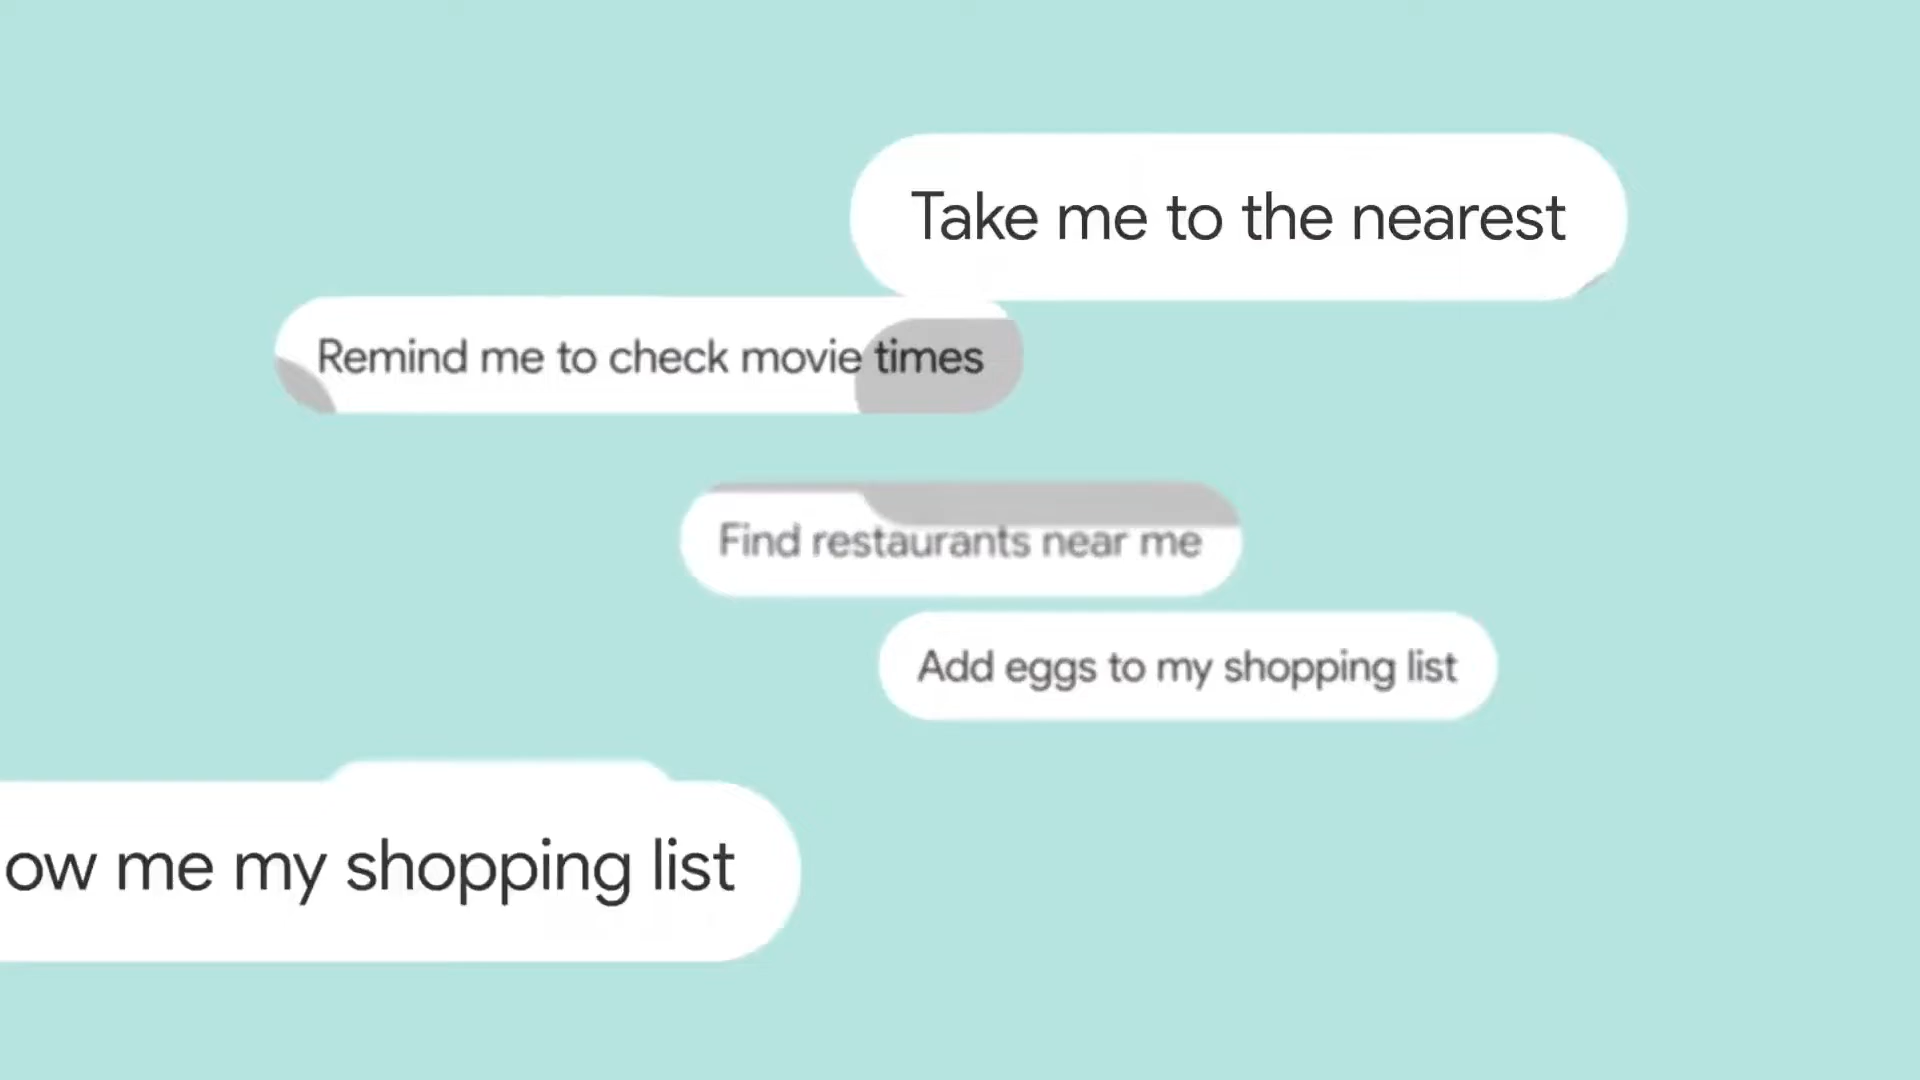 Take me to the nearest
Remind me to check movie times
Find restaurants near me
Add eggs to my shopping list
ow me my shopping list